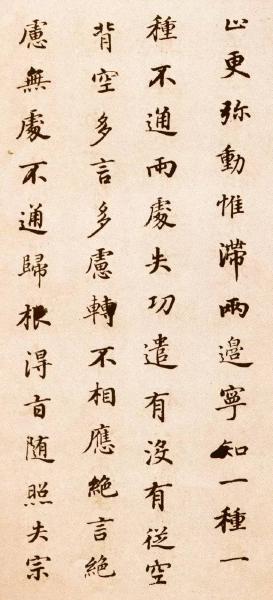 止更弥動惟滯兩邊寧知一種一
種不通兩處失功遣有沒有從空
背空多言多慮轉不相應絕言絕
慮無處不通歸根得旨随照失宗